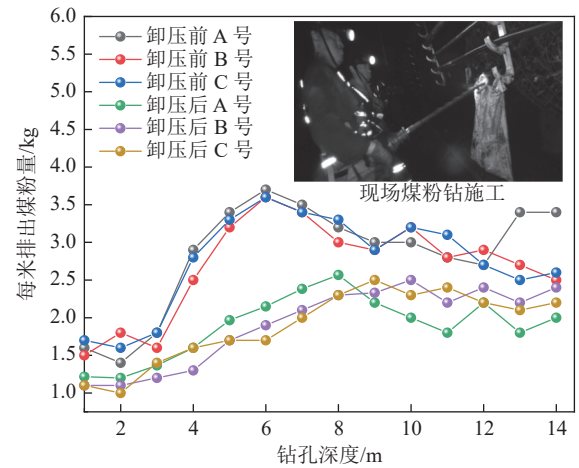 6.0
5.5
5.0
4.5
4.0
3.5
3.0
2.5
2.0
1.5
1.0
每米排出煤粉量/kg
卸压前 A 号
卸压前 B 号
卸压前 C 号
卸压后 A 号
卸压后 B 号
卸压后 C 号
现场煤粉钻施工
2 4 6 8 10 12 14
钻孔深度/m